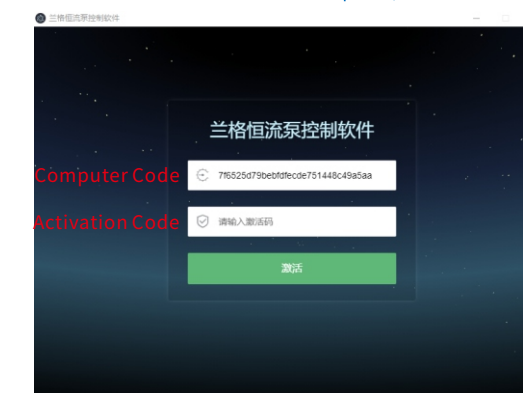 兰格恒流泵控制软件
兰格恒流泵控制软件
Computer Code
7f6525d79bebfdfecde751448c49a5aa
Activation Code
请输入激活码
激活